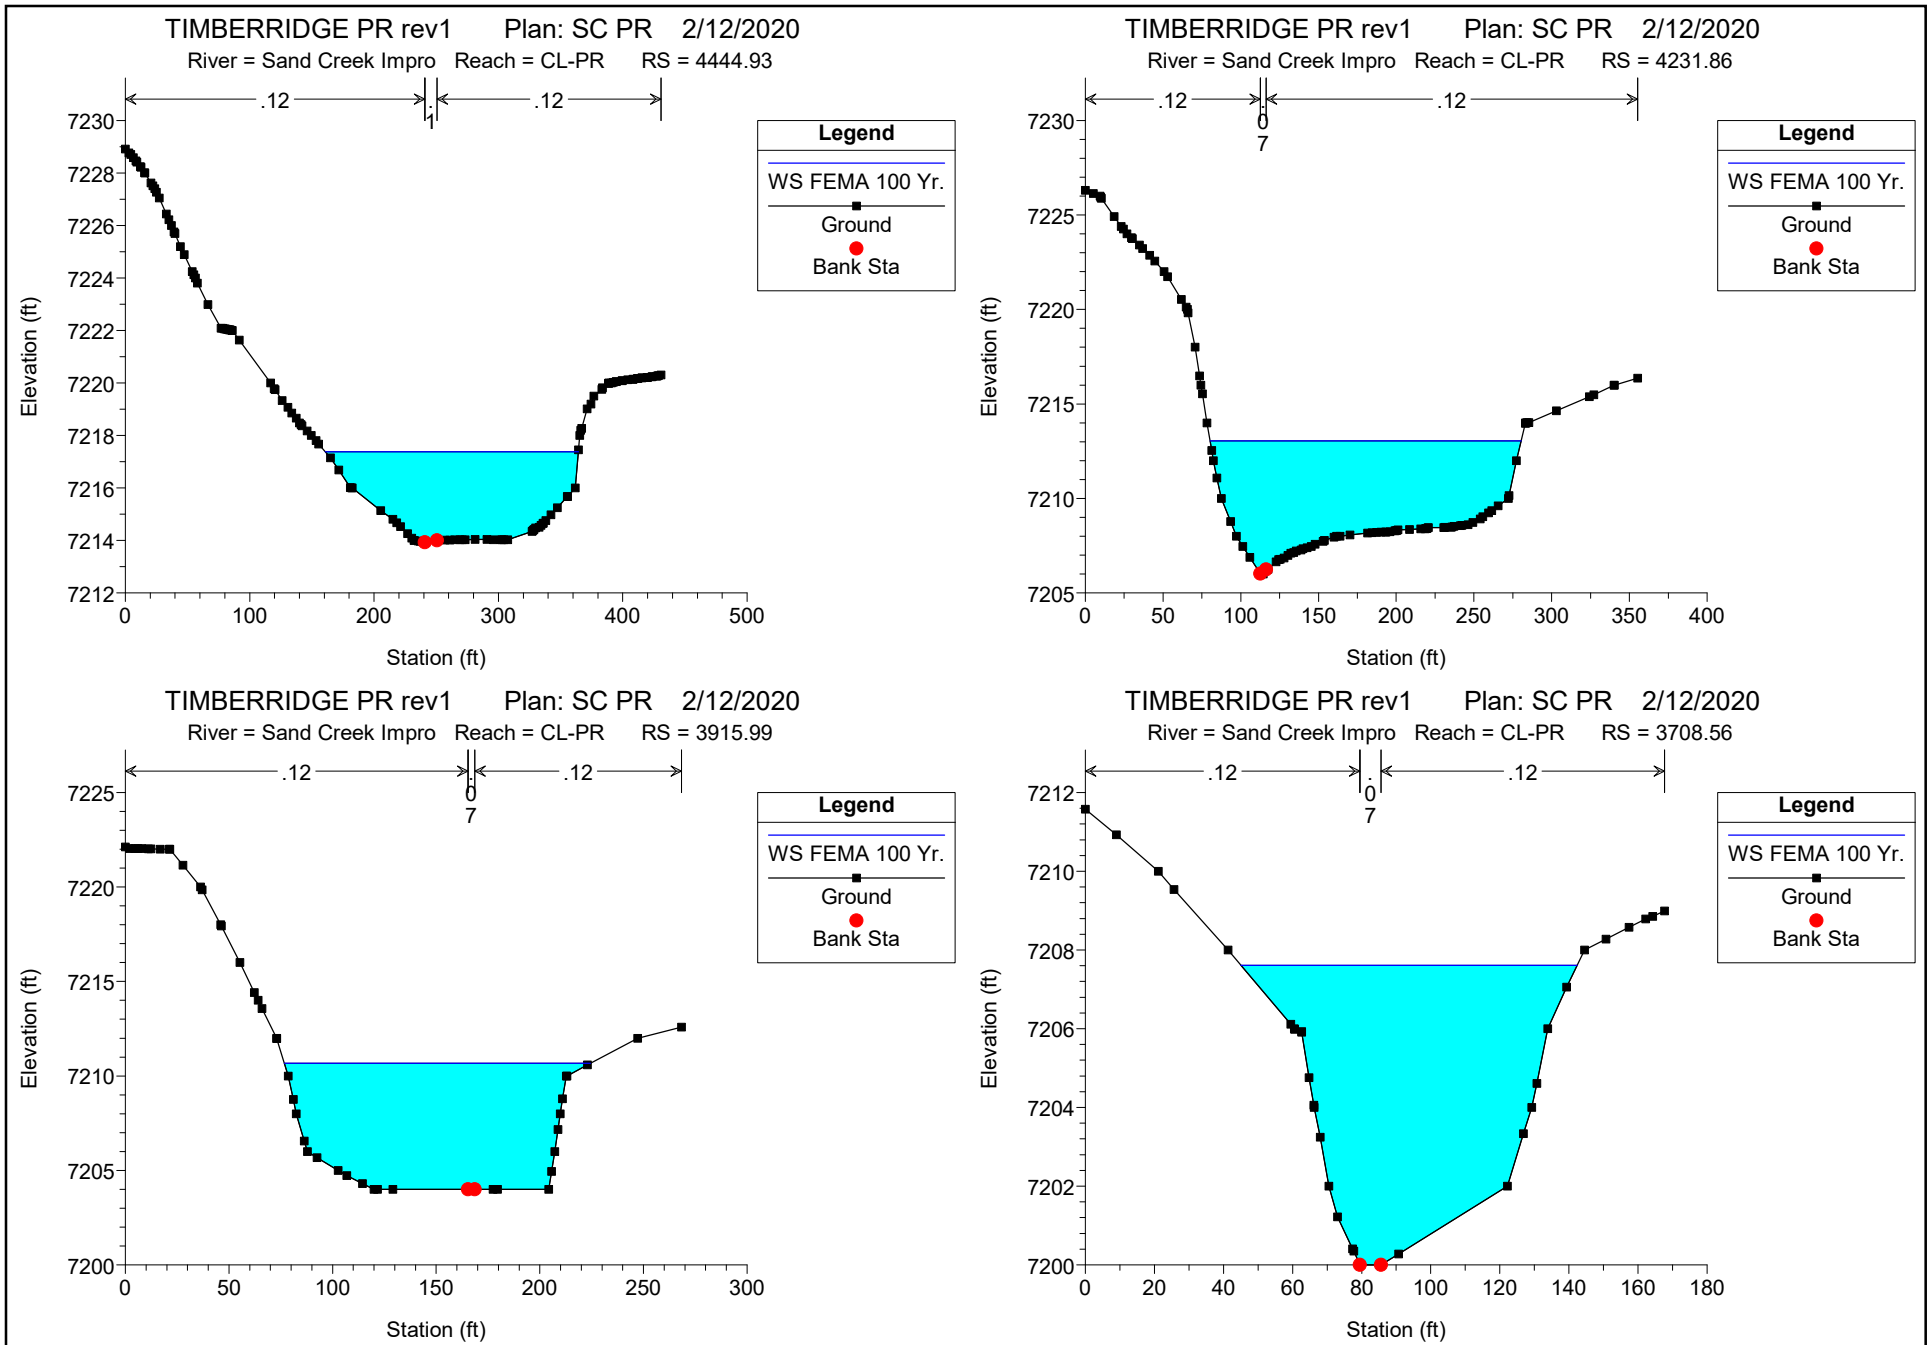 TIMBERRIDGE PR rev1 Plan: SC PR 2/12/2020
River = Sand Creek Impro Reach = CL-PR RS = 4444.93
.12 .1 .12
7230
7228
7226
7224
7222
7220
7218
7216
7214
7212
Elevation (ft)
0 100 200 300 400 500
Station (ft)
Legend
WS FEMA 100 Yr.
Ground
Bank Sta
TIMBERRIDGE PR rev1 Plan: SC PR 2/12/2020
River = Sand Creek Impro Reach = CL-PR RS = 4231.86
.12 .07 .12
7230
7225
7220
7215
7210
7205
Elevation (ft)
0 50 100 150 200 250 300 350 400
Station (ft)
Legend
WS FEMA 100 Yr.
Ground
Bank Sta
TIMBERRIDGE PR rev1 Plan: SC PR 2/12/2020
River = Sand Creek Impro Reach = CL-PR RS = 3915.99
.12 .07 .12
7225
7220
7215
7210
7205
7200
Elevation (ft)
0 50 100 150 200 250 300
Station (ft)
Legend
WS FEMA 100 Yr.
Ground
Bank Sta
TIMBERRIDGE PR rev1 Plan: SC PR 2/12/2020
River = Sand Creek Impro Reach = CL-PR RS = 3708.56
.12 .07 .12
7212
7210
7208
7206
7204
7202
7200
Elevation (ft)
0 20 40 60 80 100 120 140 160 180
Station (ft)
Legend
WS FEMA 100 Yr.
Ground
Bank Sta